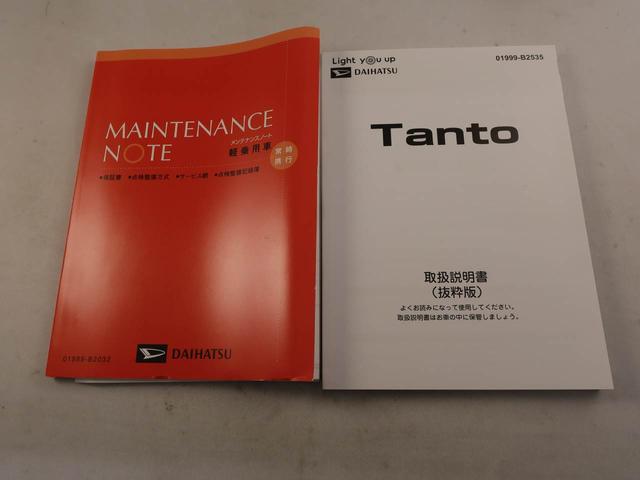 MAINTENANCE
NOTE
メンテナンスノート
軽乗用車
常時
携行
●保証書 ●点検整備方式 ●サービス網 ●点検整備記録簿
01999-B2032
DAIHATSU
Light you up
DAIHATSU
01999-B2535
Tanto
取扱説明書
（抜粋版）
よくお読みになって使用してください。
取扱説明書はお車の中に保管しましょう。